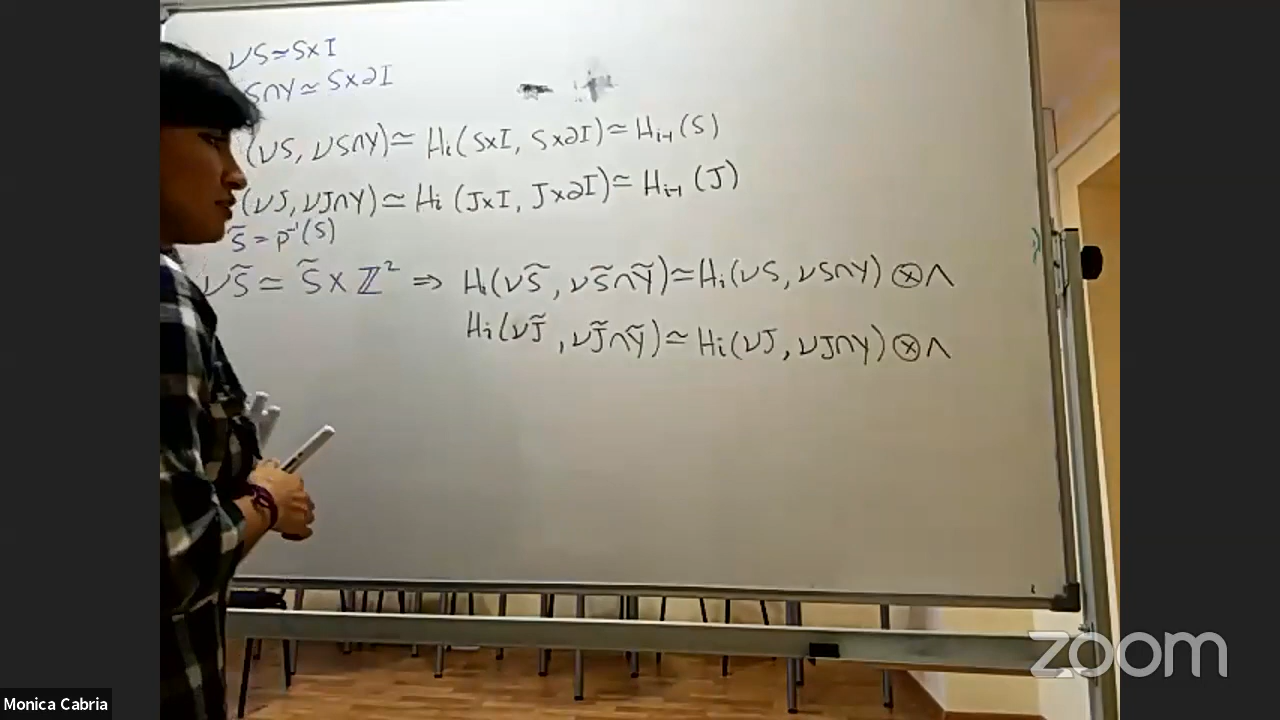 νS≃S×I
S∩Y≃S×∂I
(νS, νS∩Y)≃ Hᵢ(S×I, S×∂I)≃Hᵢ₋₁(S)
(νJ, νJ∩Y)≃Hᵢ (J×I, J×∂I)≃ Hᵢ₋₁(J)
S̃ = p⁻¹(S)
νS̃ ≃ S̃×ℤ² ⇒ Hᵢ(νS̃, νS̃∩Ỹ)≃Hᵢ(νS, νS∩Y)⊗Λ
Hᵢ(νJ̃, νJ̃∩Ỹ)≃Hᵢ(νJ, νJ∩Y)⊗Λ
zoom
Monica Cabria